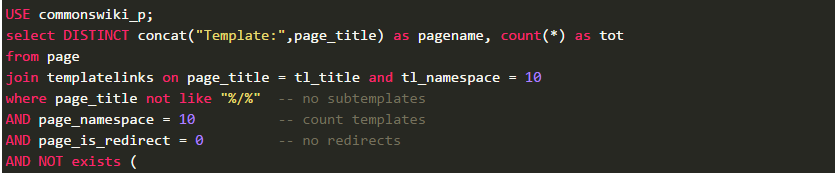 USE commonswiki_p;
select DISTINCT concat("Template:",page_title) as pagename, count(*) as tot
from page
join templatelinks on page_title = tl_title and tl_namespace = 10
where page_title not like "%/%"  -- no subtemplates
AND page_namespace = 10          -- count templates
AND page_is_redirect = 0         -- no redirects
AND NOT exists (